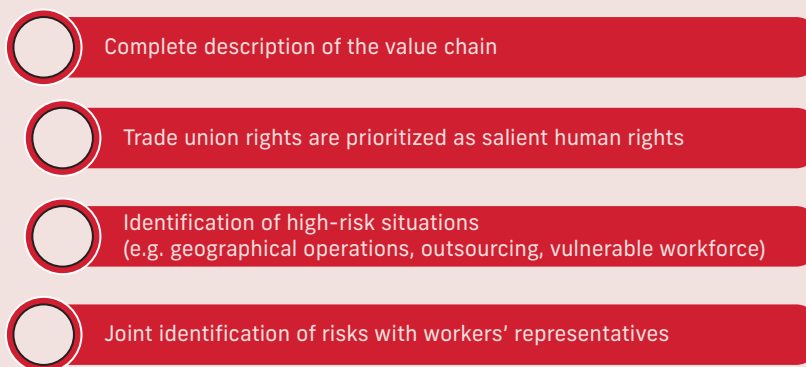 Complete description of the value chain
Trade union rights are prioritized as salient human rights
Identification of high-risk situations
(e.g. geographical operations, outsourcing, vulnerable workforce)
Joint identification of risks with workers' representatives